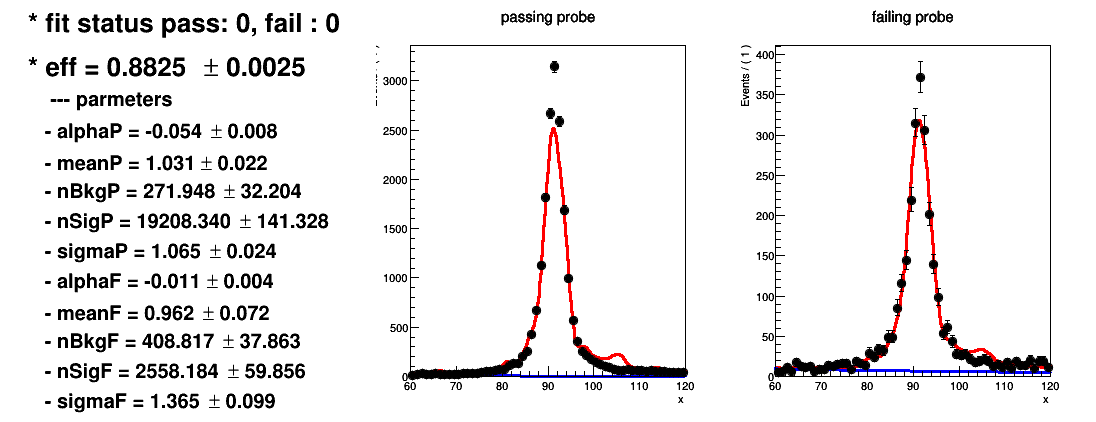 * fit status pass: 0, fail : 0
* eff = 0.8825 ± 0.0025
--- parmeters
- alphaP = -0.054 ± 0.008
- meanP = 1.031 ± 0.022
- nBkgP = 271.948 ± 32.204
- nSigP = 19208.340 ± 141.328
- sigmaP = 1.065 ± 0.024
- alphaF = -0.011 ± 0.004
- meanF = 0.962 ± 0.072
- nBkgF = 408.817 ± 37.863
- nSigF = 2558.184 ± 59.856
- sigmaF = 1.365 ± 0.099
passing probe
3000
2500
2000
1500
1000
500
0
60 70 80 90 100 110 120
x
failing probe
Events / ( 1 )
400
350
300
250
200
150
100
50
0
60 70 80 90 100 110 120
x